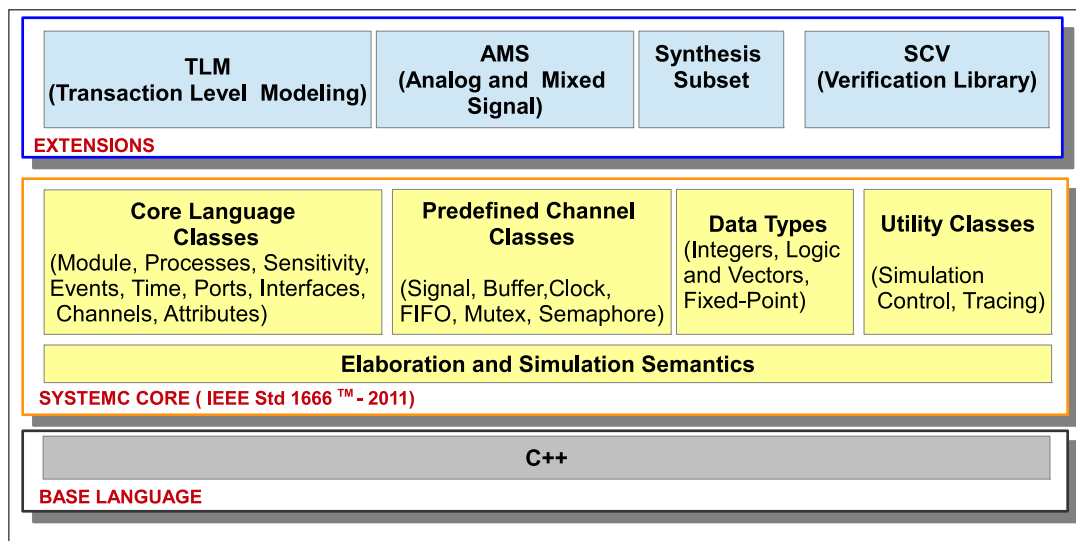 TLM
(Transaction Level Modeling)
AMS
(Analog and Mixed
Signal)
Synthesis
Subset
SCV
(Verification Library)
EXTENSIONS
Core Language
Classes
(Module, Processes, Sensitivity,
Events, Time, Ports, Interfaces,
Channels, Attributes)
Predefined Channel
Classes
(Signal, Buffer,Clock,
FIFO, Mutex, Semaphore)
Data Types
(Integers, Logic
and Vectors,
Fixed-Point)
Utility Classes
(Simulation
Control, Tracing)
Elaboration and Simulation Semantics
SYSTEMC CORE ( IEEE Std 1666 ™ - 2011)
C++
BASE LANGUAGE